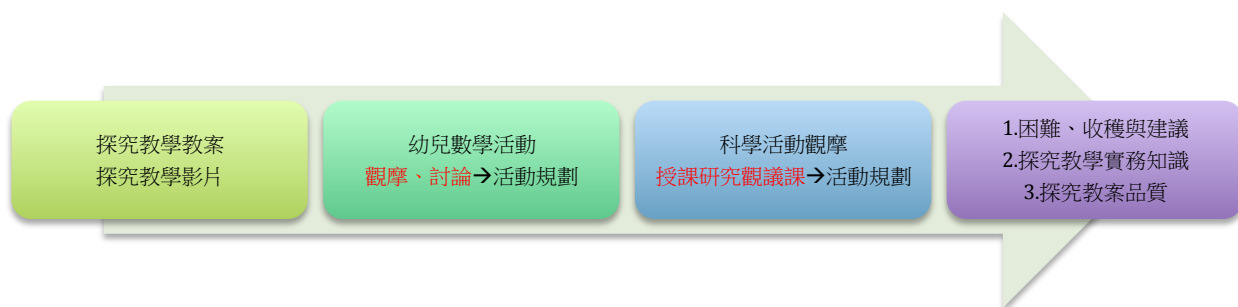 探究教學教案
探究教學影片
幼兒數學活動
觀摩、討論→活動規劃
科學活動觀摩
授課研究觀議課→活動規劃
1.困難、收穫與建議
2.探究教學實務知識
3.探究教案品質